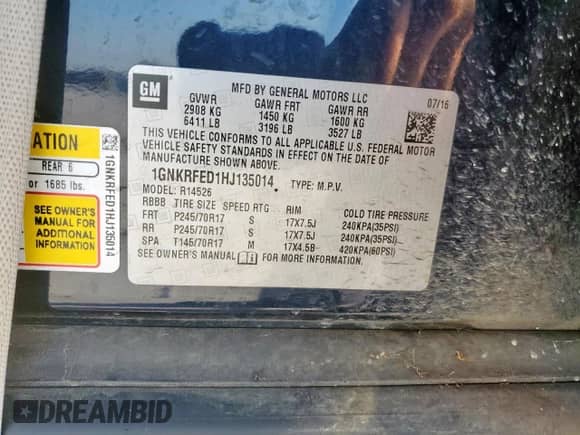 GM
MFD BY GENERAL MOTORS LLC
07/16
GVWR GAWR FRT GAWR RR
2908 KG 1450 KG 1600 KG
6411 LB 3196 LB 3527 LB
THIS VEHICLE CONFORMS TO ALL APPLICABLE U.S. FEDERAL MOTOR
VEHICLE SAFETY STANDARDS IN EFFECT ON THE DATE OF
MANUFACTURE SHOWN ABOVE.
1GNKRFED1HJ135014 TYPE: M.P.V.
MODEL: R14526
RBBB TIRE SIZE SPEED RTG RIM COLD TIRE PRESSURE
FRT P245/70R17 S 17X7.5J 240KPA(35PSI)
RR P245/70R17 S 17X7.5J 240KPA(35PSI)
SPA T145/70R17 M 17X4.5B 420KPA(60PSI)
SEE OWNER'S MANUAL FOR MORE INFORMATION.
ATION
REAR 5
or 1685 lbs.
SEE OWNER'S
MANUAL FOR
ADDITIONAL
INFORMATION
1GNKRFED1HJ135014
DREAMBID